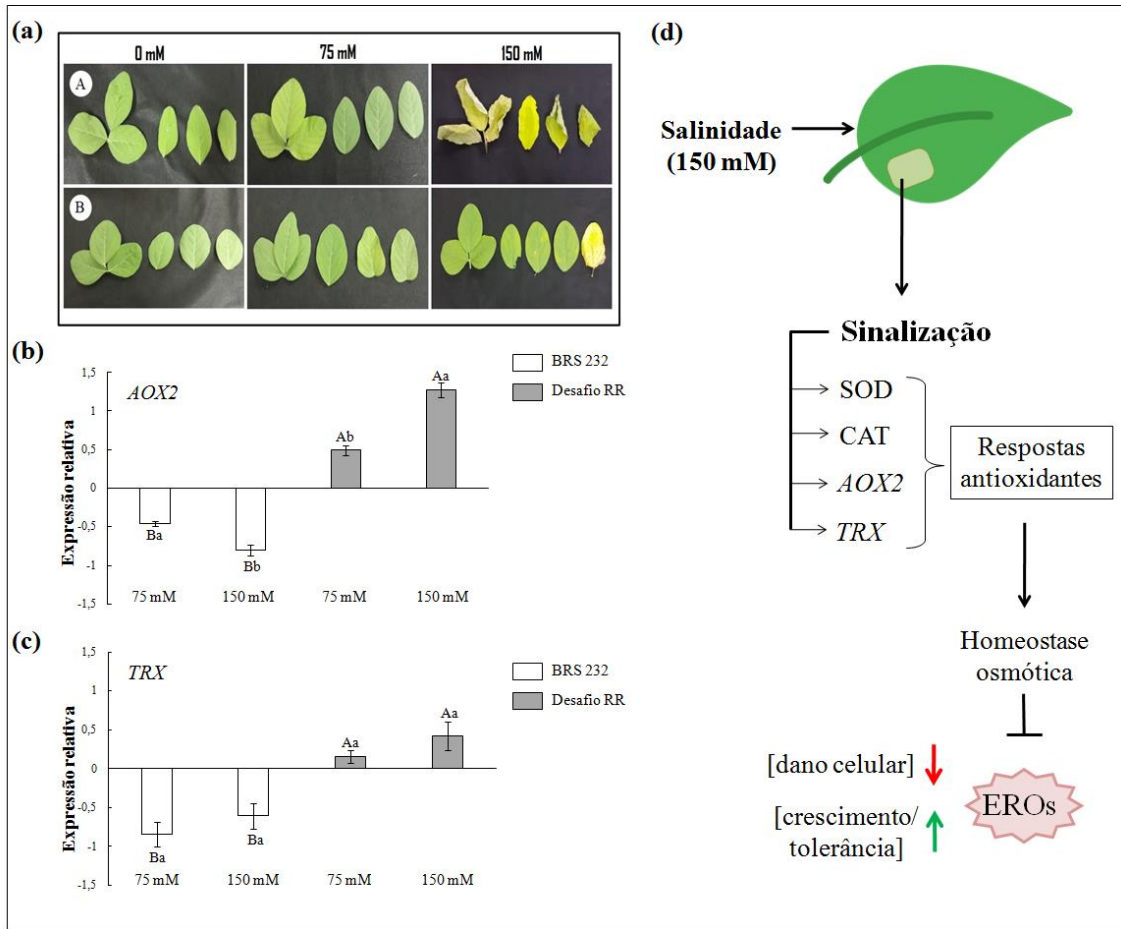 (a)
0 mM
75 mM
150 mM
A
B
(b)
AOX2
BRS 232
Desafio RR
Expressão relativa
1,5
1
0,5
0
-0,5
-1
-1,5
Ba
Bb
Ab
Aa
75 mM
150 mM
75 mM
150 mM
(c)
TRX
BRS 232
Desafio RR
Expressão relativa
1,5
1
0,5
0
-0,5
-1
-1,5
Ba
Ba
Aa
Aa
75 mM
150 mM
75 mM
150 mM
(d)
Salinidade
(150 mM)
Sinalização
SOD
CAT
AOX2
TRX
Respostas
antioxidantes
Homeostase
osmótica
[dano celular]
[crescimento/
tolerância]
EROs